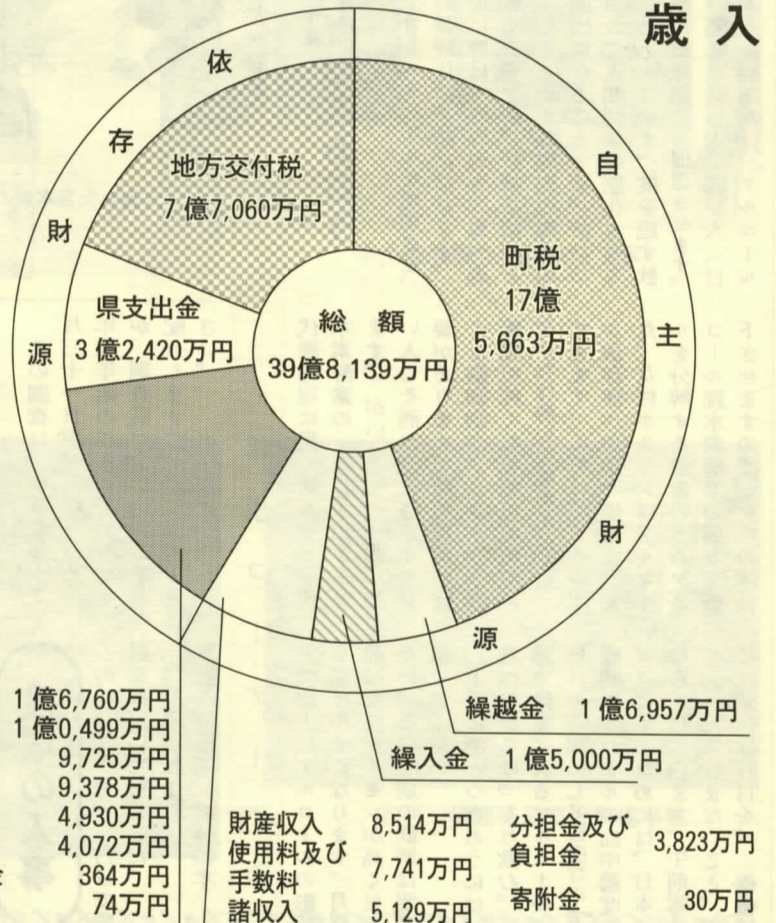 歳入
依存財源
自主財源
地方交付税
7億7,060万円
町税
17億
5,663万円
県支出金
3億2,420万円
総額
39億8,139万円
繰越金 1億6,957万円
繰入金 1億5,000万円
1億6,760万円
1億0,499万円
9,725万円
9,378万円
4,930万円
4,072万円
364万円
74万円
財産収入 8,514万円
使用料及び
手数料 7,741万円
諸収入 5,129万円
分担金及び
負担金 3,823万円
寄附金 30万円